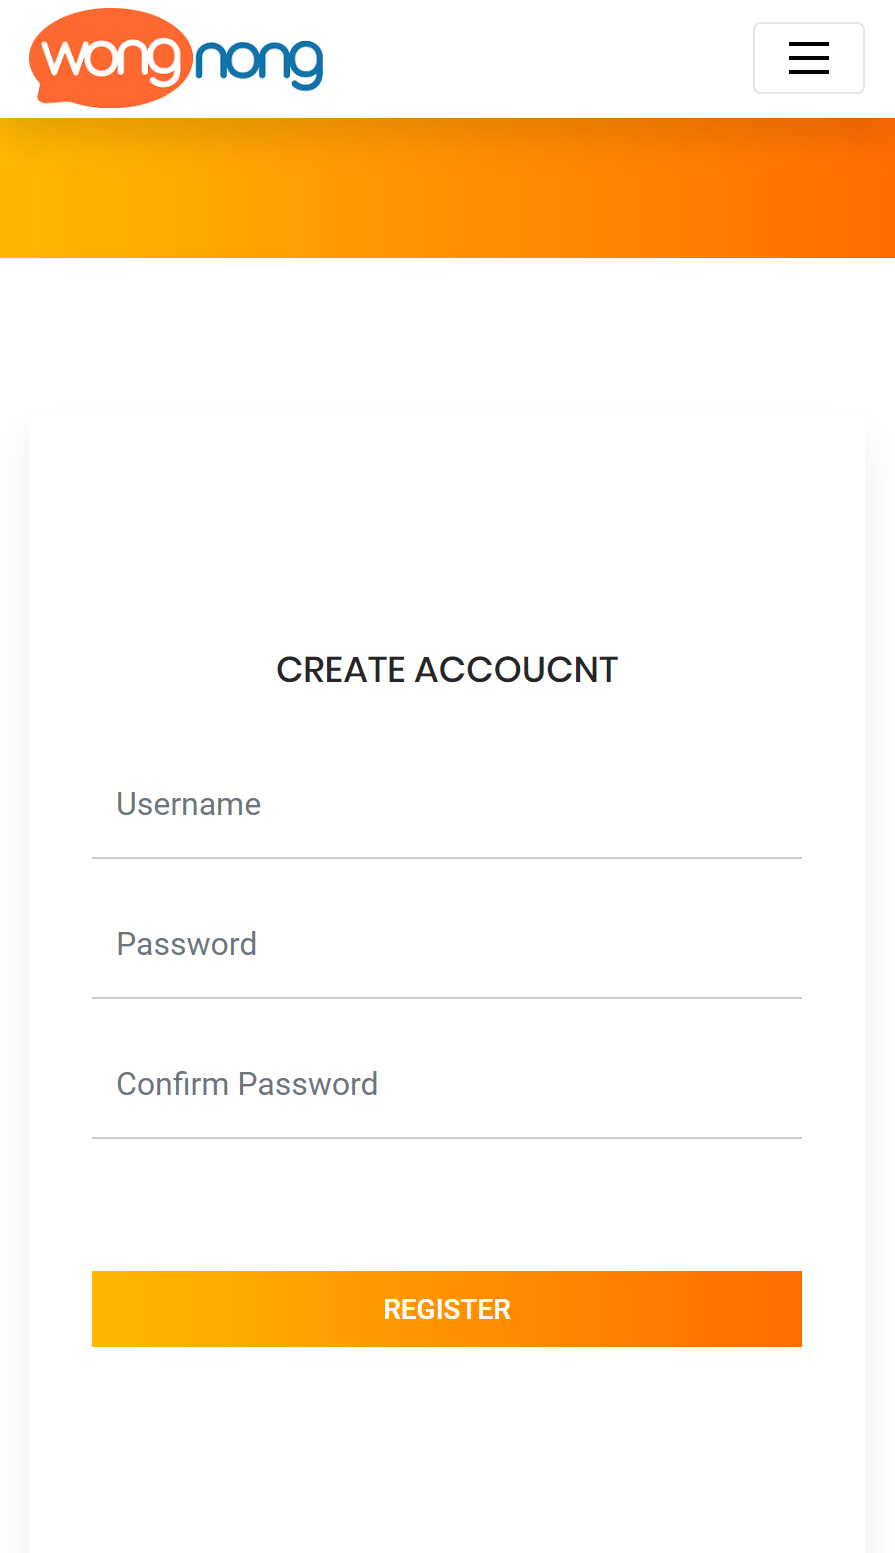 wongnong
CREATE ACCOUCNT
Username
Password
Confirm Password
REGISTER